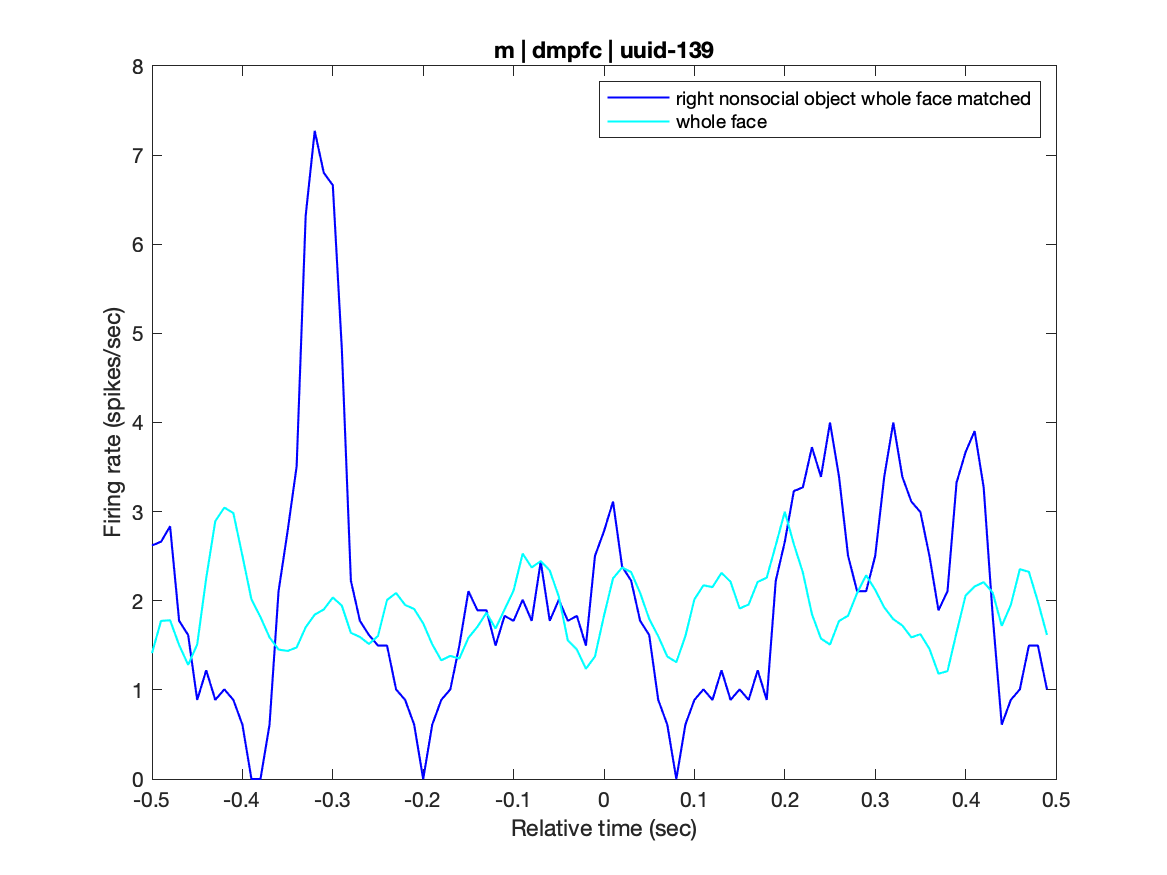 m | dmpfc | uuid-139
right nonsocial object whole face matched
whole face
8
7
6
5
4
3
2
1
0
Firing rate (spikes/sec)
-0.5 -0.4 -0.3 -0.2 -0.1 0 0.1 0.2 0.3 0.4 0.5
Relative time (sec)